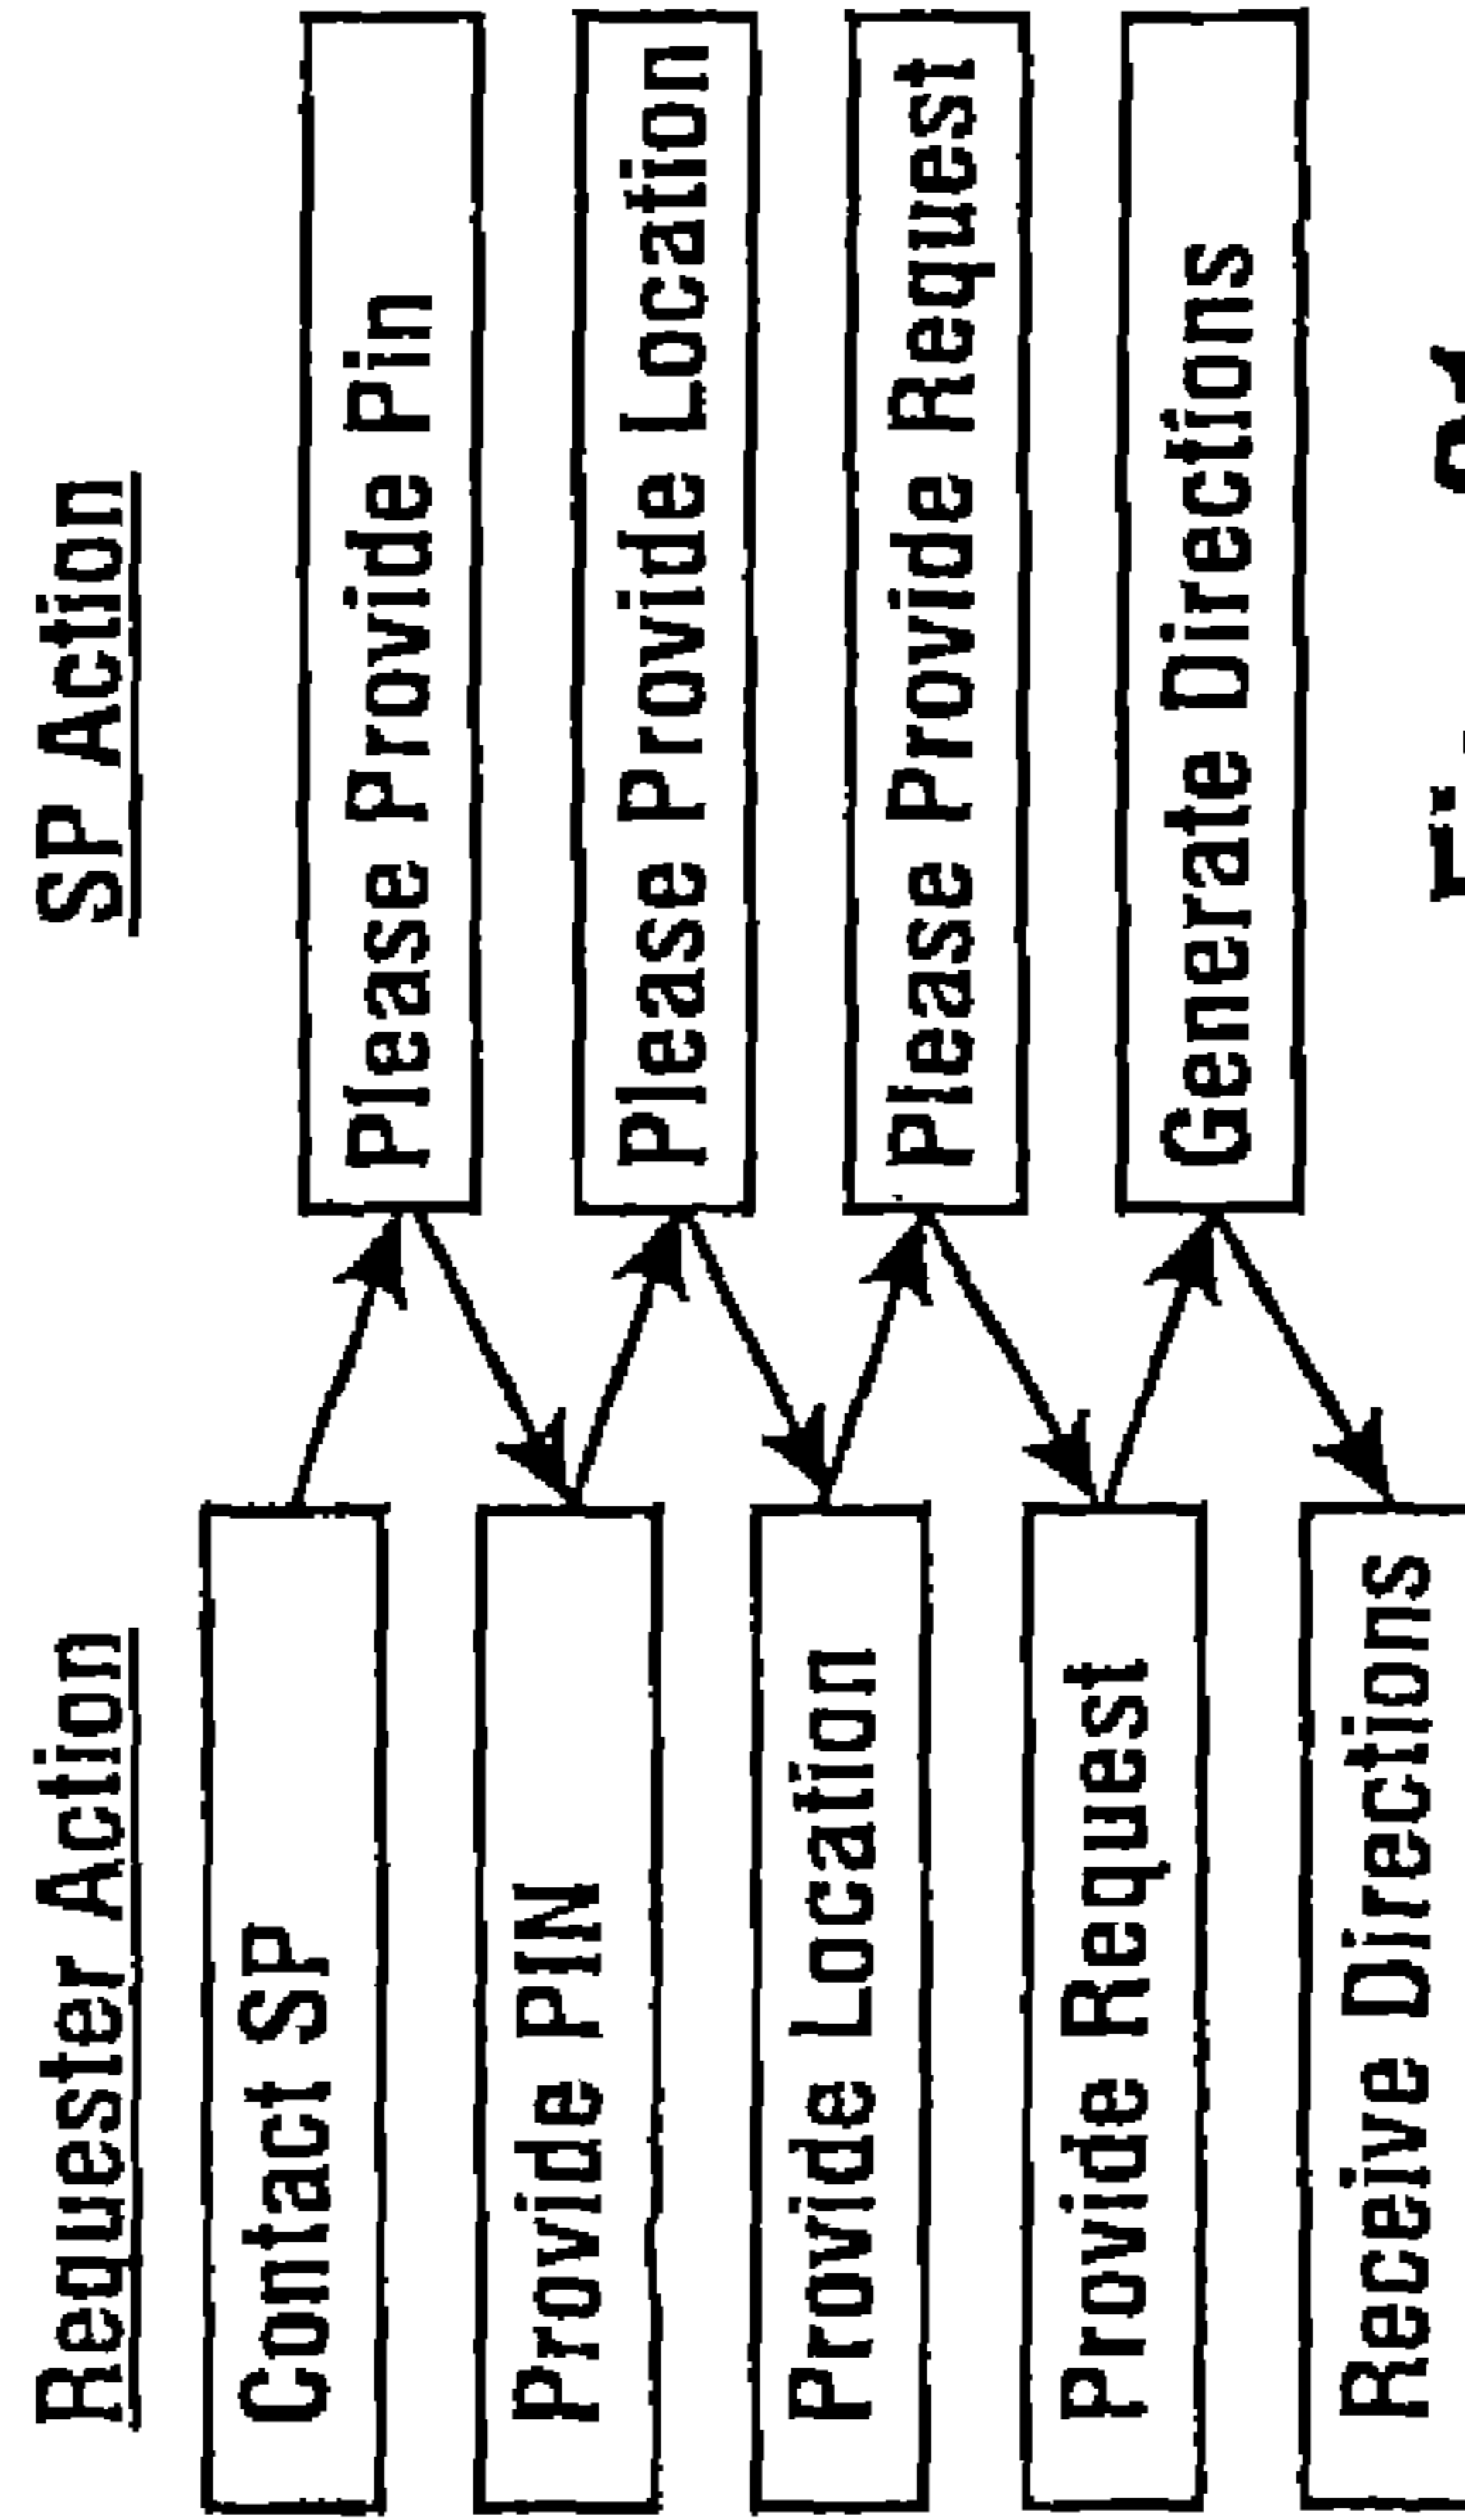 Requester Action
SP Action
Contact SP
Please Provide Pin
Provide PIN
Please Provide Location
Provide Location
Please Provide Request
Provide Request
Generate Directions
Receive Directions